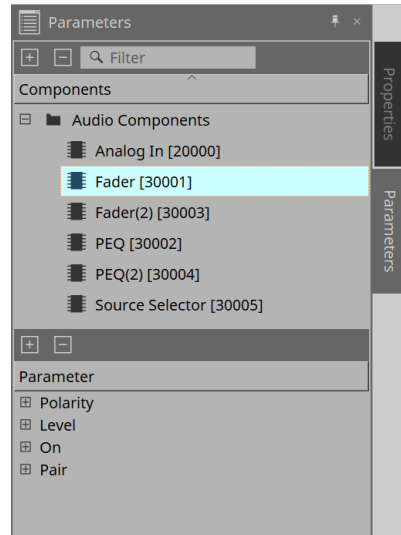 Parameters
Filter
Components
Audio Components
Analog In [20000]
Fader [30001]
Fader(2) [30003]
PEQ [30002]
PEQ(2) [30004]
Source Selector [30005]
Parameter
Polarity
Level
On
Pair
Properties
Parameters